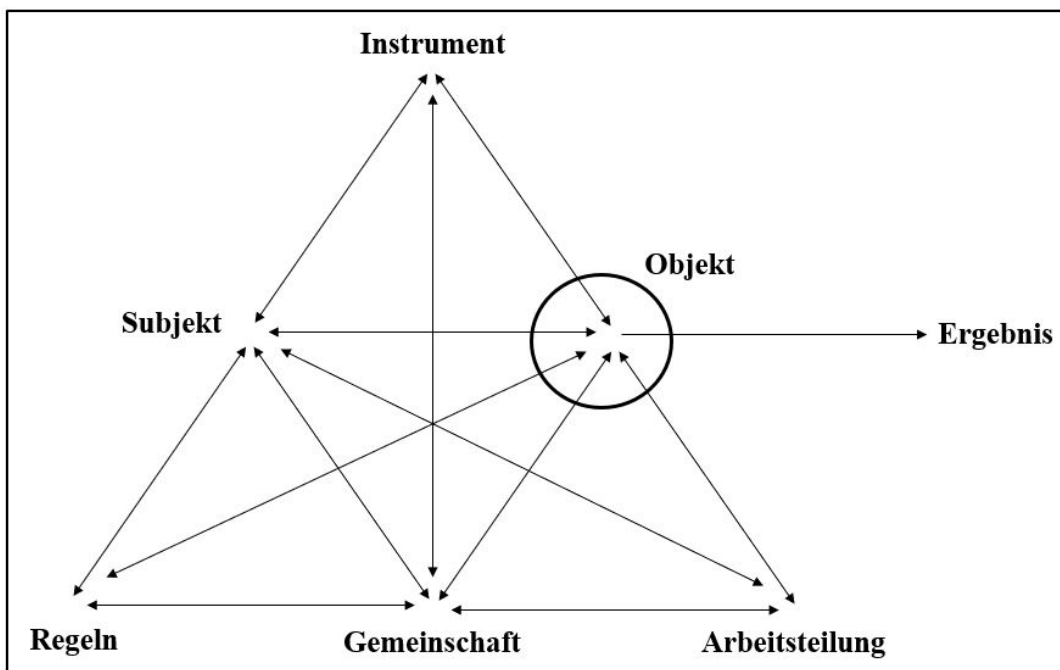 Instrument
Objekt
Subjekt
Ergebnis
Regeln
Gemeinschaft
Arbeitsteilung